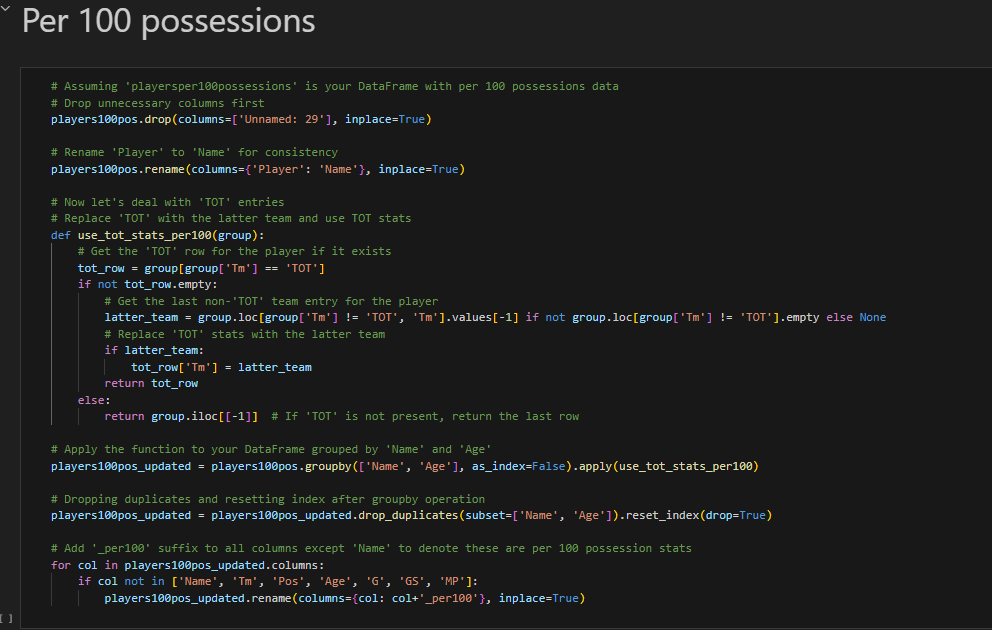 Per 100 possessions
# Assuming 'playersper100possessions' is your DataFrame with per 100 possessions data
# Drop unnecessary columns first
players100pos.drop(columns=['Unnamed: 29'], inplace=True)
# Rename 'Player' to 'Name' for consistency
players100pos.rename(columns={'Player': 'Name'}, inplace=True)
# Now let's deal with 'TOT' entries
# Replace 'TOT' with the latter team and use TOT stats
def use_tot_stats_per100(group):
    # Get the 'TOT' row for the player if it exists
    tot_row = group[group['Tm'] == 'TOT']
    if not tot_row.empty:
        # Get the last non-'TOT' team entry for the player
        latter_team = group.loc[group['Tm'] != 'TOT', 'Tm'].values[-1] if not group.loc[group['Tm'] != 'TOT'].empty else None
        # Replace 'TOT' stats with the latter team
        if latter_team:
            tot_row['Tm'] = latter_team
        return tot_row
    else:
        return group.iloc[[-1]]  # If 'TOT' is not present, return the last row
# Apply the function to your DataFrame grouped by 'Name' and 'Age'
players100pos_updated = players100pos.groupby(['Name', 'Age'], as_index=False).apply(use_tot_stats_per100)
# Dropping duplicates and resetting index after groupby operation
players100pos_updated = players100pos_updated.drop_duplicates(subset=['Name', 'Age']).reset_index(drop=True)
# Add '_per100' suffix to all columns except 'Name' to denote these are per 100 possession stats
for col in players100pos_updated.columns:
    if col not in ['Name', 'Tm', 'Pos', 'Age', 'G', 'GS', 'MP']:
        players100pos_updated.rename(columns={col: col+'_per100'}, inplace=True)
[ ]